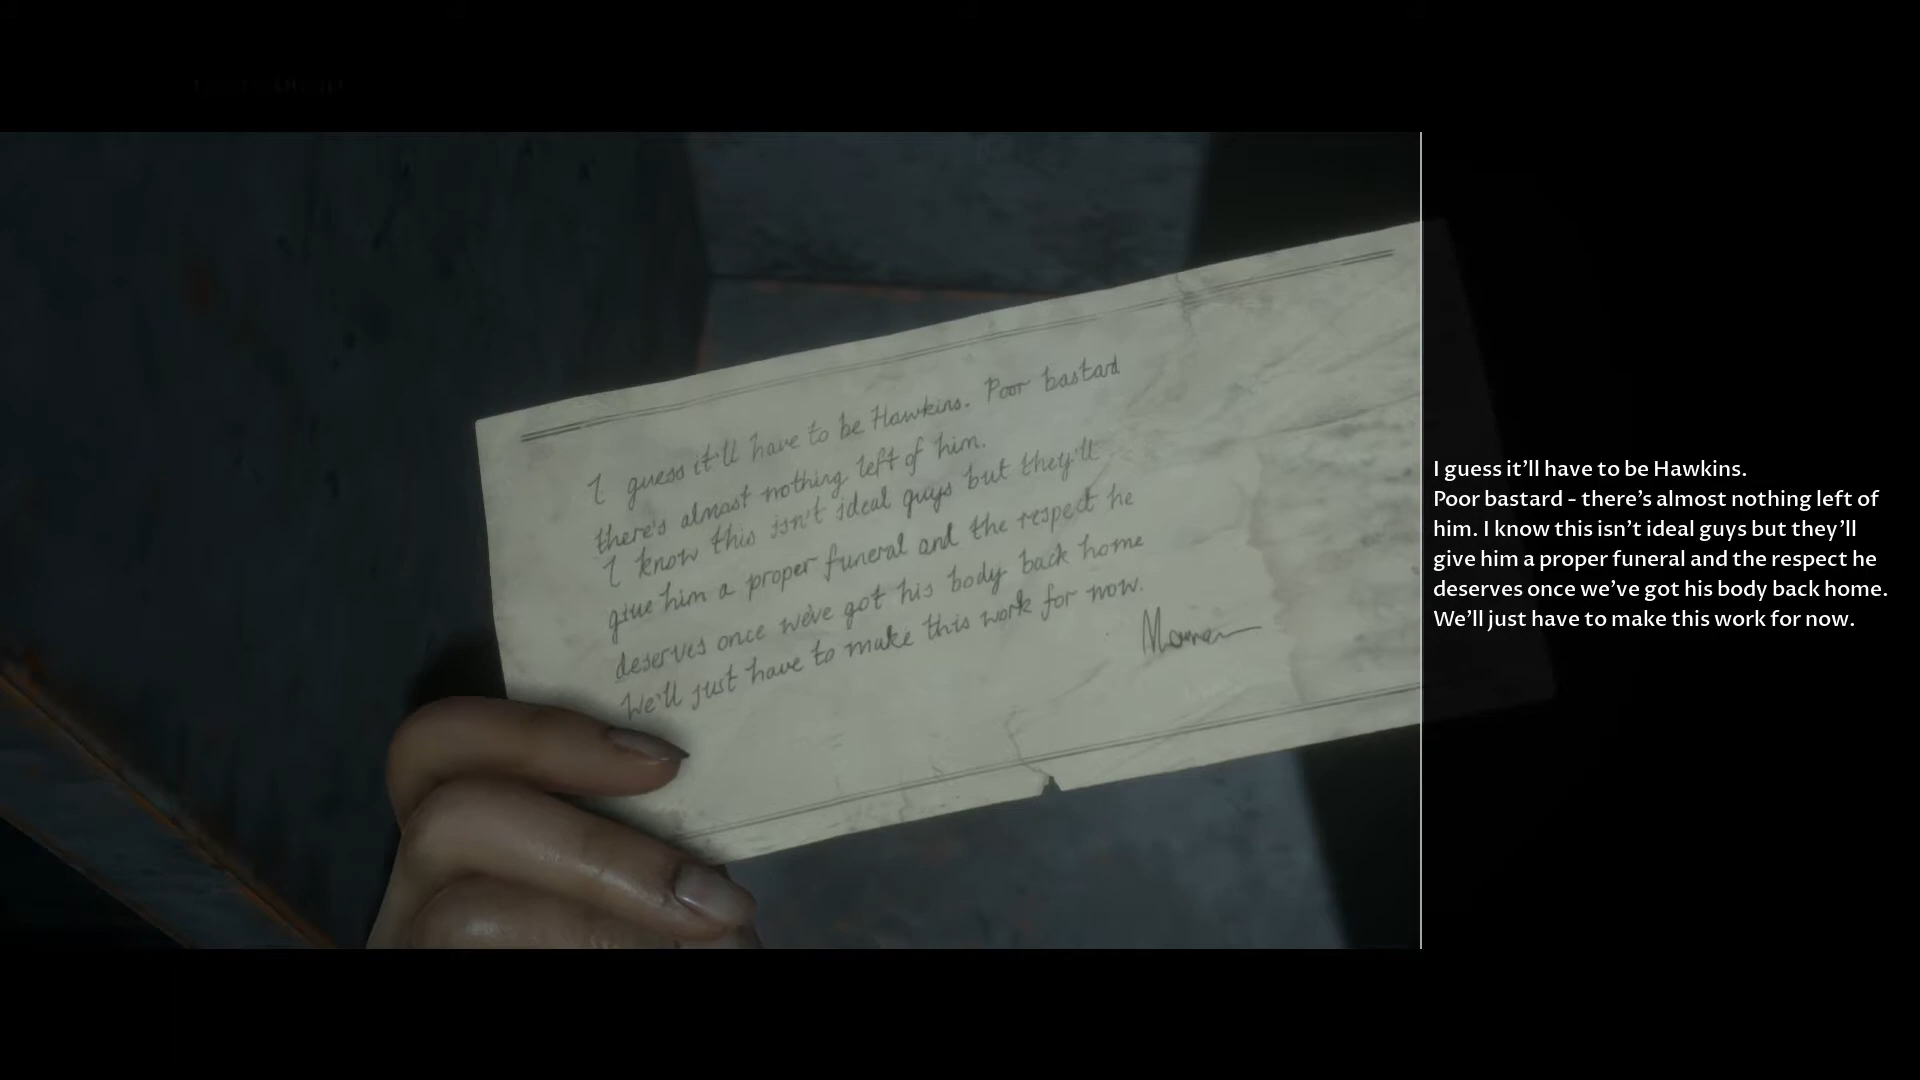 I guess it'll have to be Hawkins. Poor bastard
there's almost nothing left of him.
I know this isn't ideal guys but they'll
give him a proper funeral and the respect he
deserves once we've got his body back home
We'll just have to make this work for now.
I guess it’ll have to be Hawkins.
Poor bastard - there’s almost nothing left of
him. I know this isn’t ideal guys but they’ll
give him a proper funeral and the respect he
deserves once we’ve got his body back home.
We’ll just have to make this work for now.